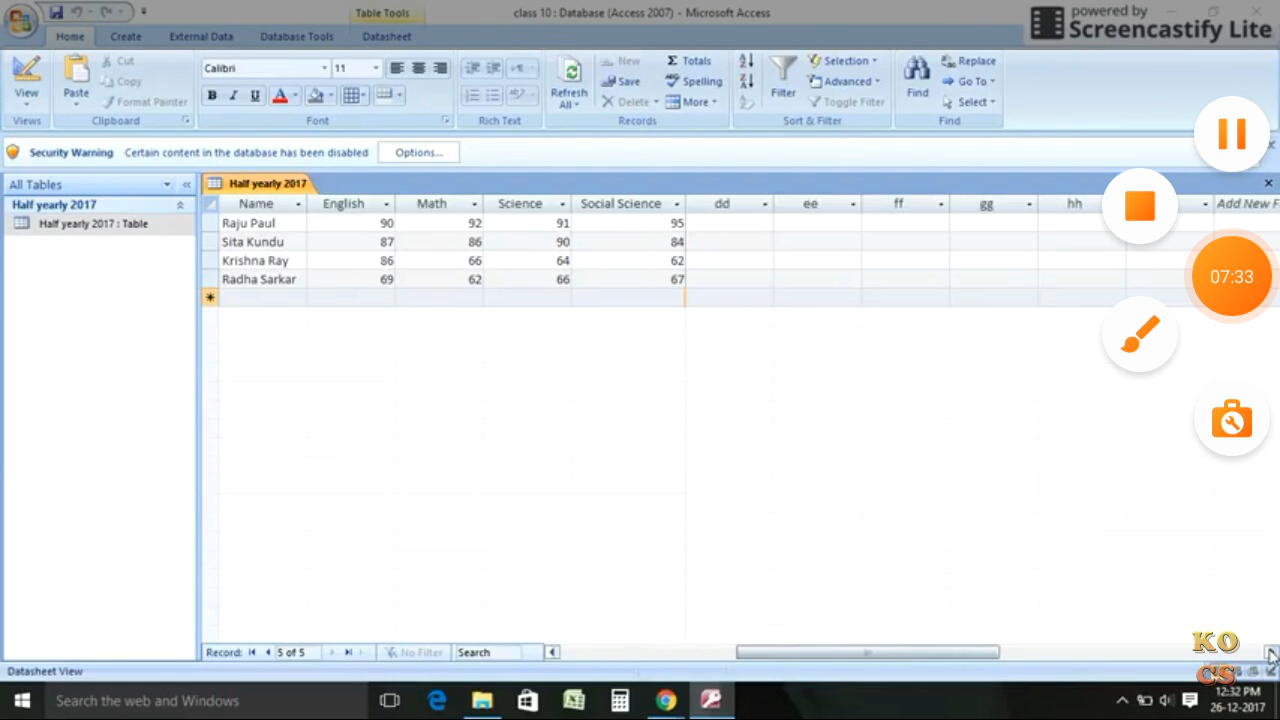 Table Tools
class 10 : Database (Access 2007) - Microsoft Access
powered by
Screencastify Lite
Home Create External Data Database Tools Datasheet
View
Views
Paste
Cut
Copy
Format Painter
Clipboard
Calibri 11
B I U A
Font
Rich Text
Refresh
All
New
Save
Delete
Totals
Spelling
More
Records
Filter
Selection
Advanced
Toggle Filter
Sort & Filter
Find
Replace
Go To
Select
Find
Security Warning Certain content in the database has been disabled Options...
07:33
All Tables
Half yearly 2017
Half yearly 2017 : Table
Half yearly 2017
Name English Math Science Social Science dd ee ff gg hh Add New F
Raju Paul 90 92 91 95
Sita Kundu 87 86 90 84
Krishna Ray 86 66 64 62
Radha Sarkar 69 62 66 67
Record: 5 of 5 No Filter Search
KO
CS
Datasheet View
Search the web and Windows
12:32 PM
26-12-2017